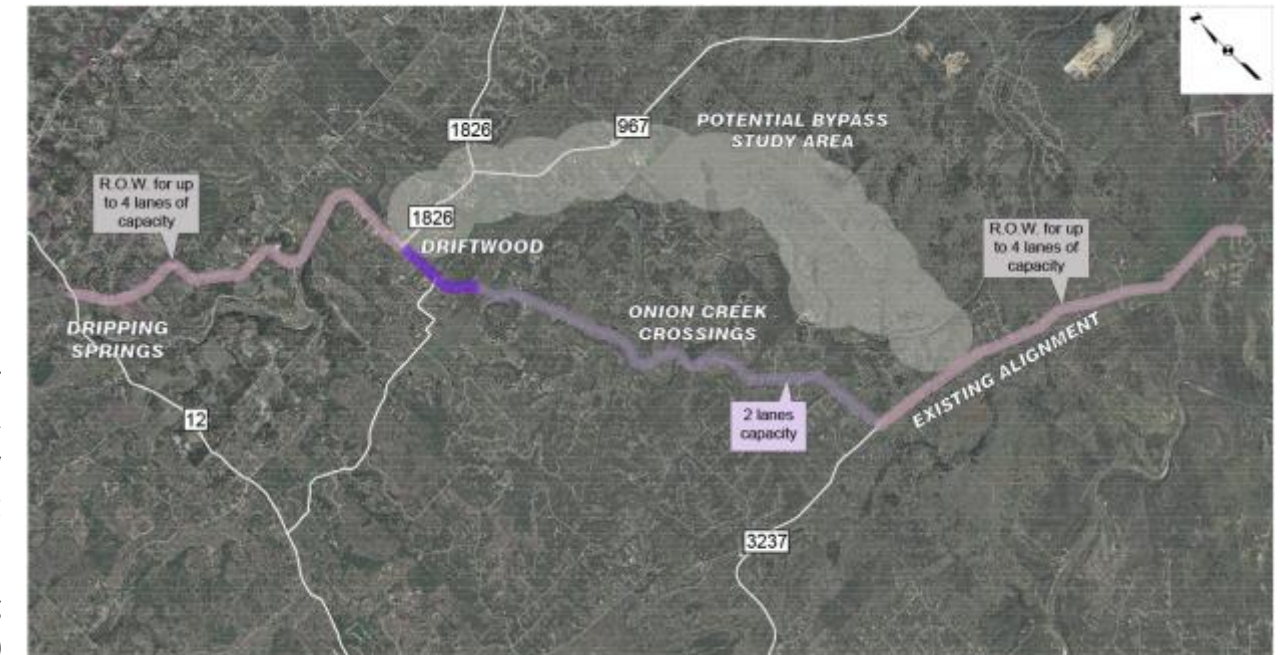 N
1826
967
POTENTIAL BYPASS
STUDY AREA
R.O.W. for up
to 4 lanes of
capacity
1826
DRIFTWOOD
R.O.W. for up
to 4 lanes of
capacity
ONION CREEK
CROSSINGS
DRIPPING
SPRINGS
EXISTING ALIGNMENT
12
2 lanes
capacity
3237